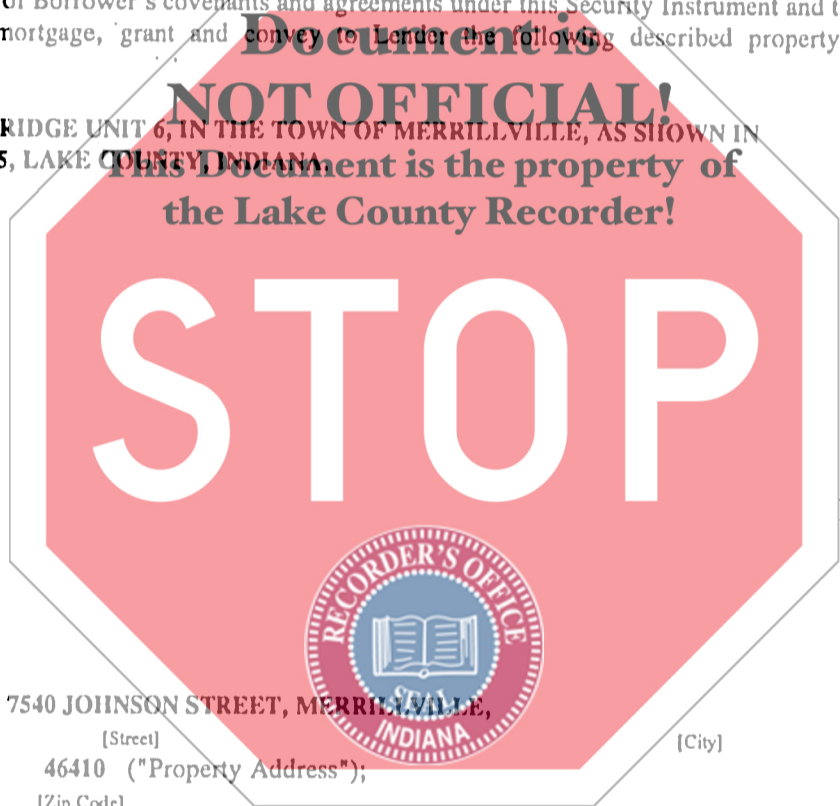 of Borrower's covenants and agreements under this Security Instrument and t
mortgage, grant and convey to Lender the following described property
Document is
NOT OFFICIAL!
RIDGE UNIT 6, IN THE TOWN OF MERRILLVILLE, AS SHOWN IN
5, LAKE COUNTY, INDIANA.
This Document is the property of
the Lake County Recorder!
STOP
RECORDER'S OFFICE
SEAL
INDIANA
7540 JOHNSON STREET, MERRILLVILLE,
[Street] [City]
46410 ("Property Address");
[Zip Code]